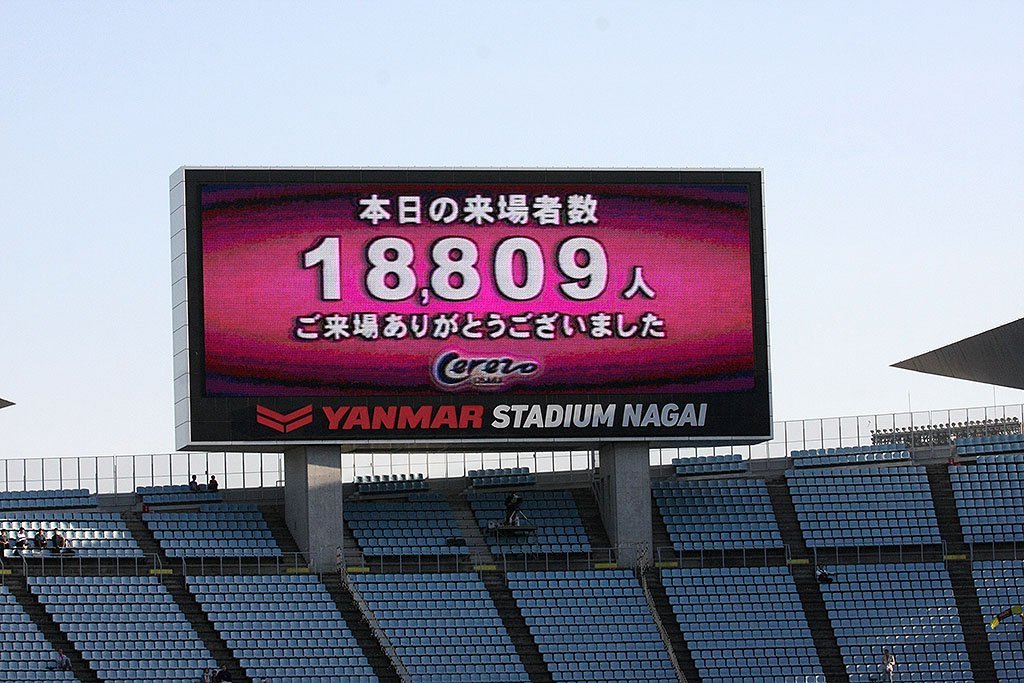 本日の来場者数
18,809人
ご来場ありがとうございました
Cerezo
OSAKA
YANMAR STADIUM NAGAI